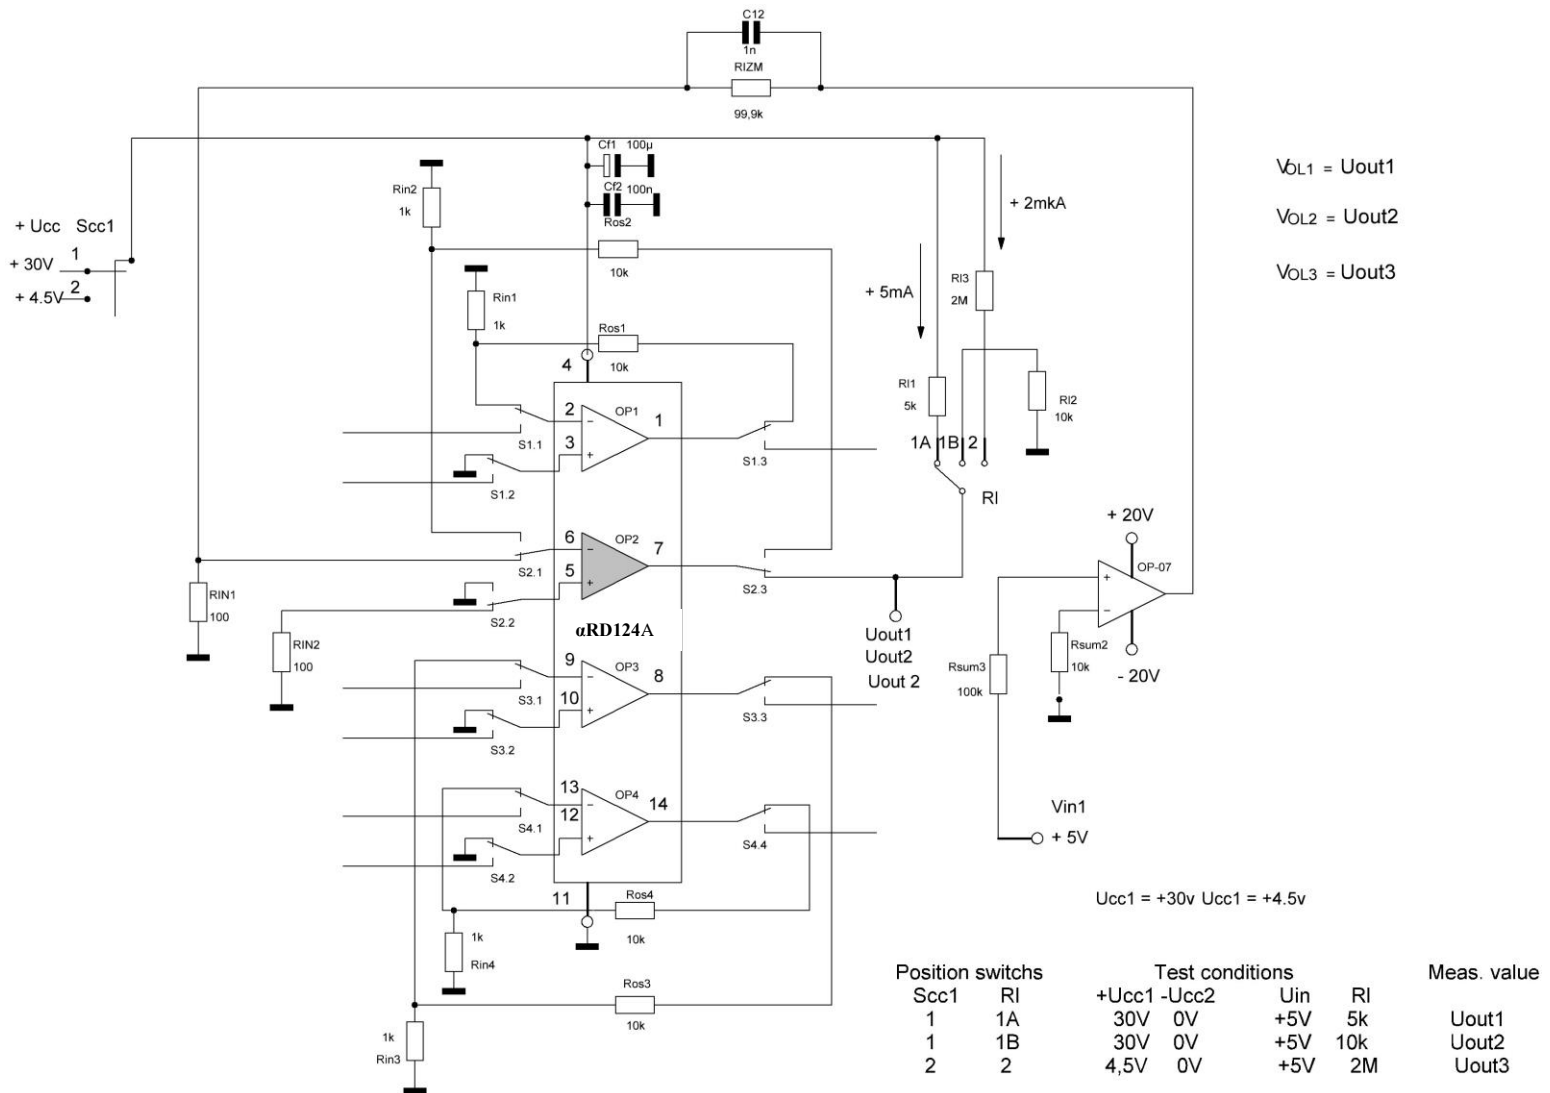 C12
1n
RIZM
99,9k
Cf1 100µ
Cf2 100n
Ros2
10k
Rin2
1k
+ Ucc Scc1
1
+ 30V
2
+ 4.5V
Rin1
1k
Ros1
10k
4
+ 2mkA
+ 5mA
RI3
2M
RI1
5k
RI2
10k
1A 1B 2
RI
VOL1 = Uout1
VOL2 = Uout2
VOL3 = Uout3
S1.1
2
3
OP1
1
S1.3
S1.2
6
5
OP2
7
S2.1
S2.2
S2.3
RIN1
100
RIN2
100
αRD124A
Uout1
Uout2
Uout 2
+ 20V
OP-07
- 20V
Rsum2
10k
Rsum3
100k
Vin1
+ 5V
9
10
OP3
8
S3.1
S3.2
S3.3
13
12
OP4
14
S4.1
S4.2
S4.4
11
Ros4
10k
1k
Rin4
Ros3
10k
1k
Rin3
Ucc1 = +30v Ucc1 = +4.5v
Position switchs Test conditions Meas. value
Scc1 RI +Ucc1 -Ucc2 Uin RI
1 1A 30V 0V +5V 5k Uout1
1 1B 30V 0V +5V 10k Uout2
2 2 4,5V 0V +5V 2M Uout3